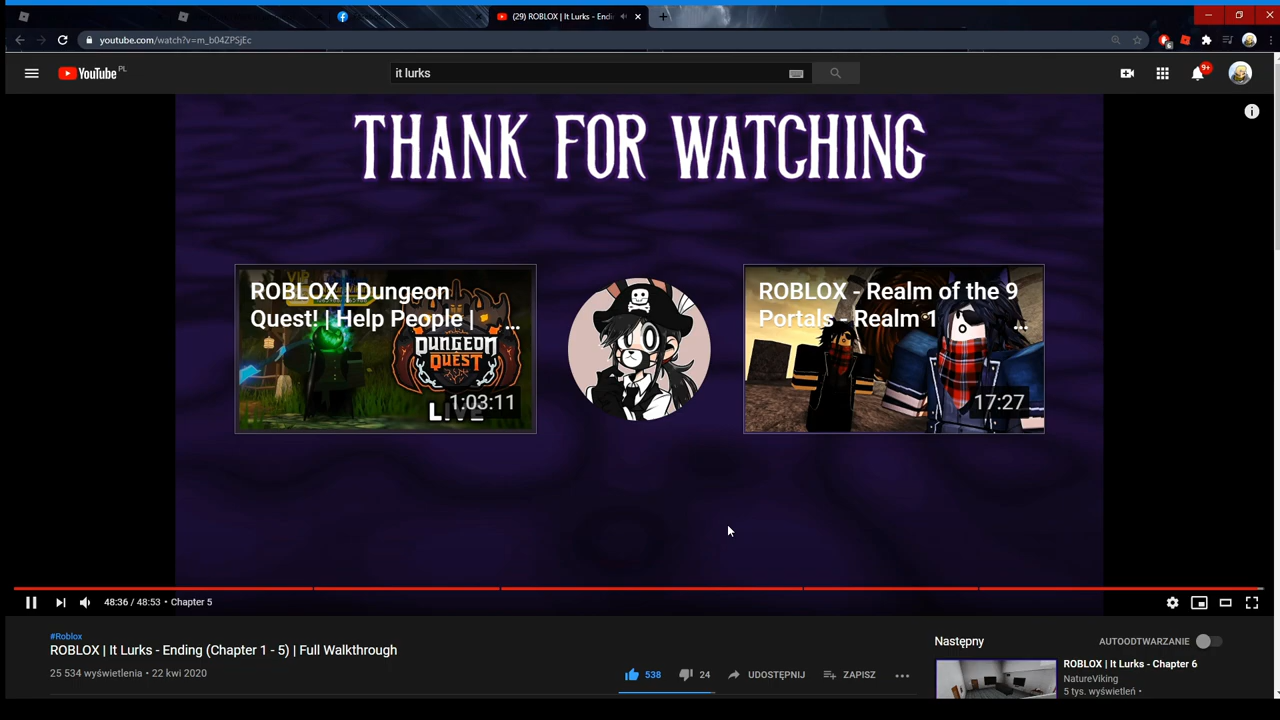 (29) ROBLOX | It Lurks - Endi
youtube.com/watch?v=m_b04ZPSjEc
YouTube PL
it lurks
9+
THANK FOR WATCHING
ROBLOX | Dungeon
Quest! | Help People | ...
DUNGEON
QUEST
LIVE
1:03:11
ROBLOX - Realm of the 9
Portals - Realm 1 ...
17:27
48:36 / 48:53 • Chapter 5
#Roblox
ROBLOX | It Lurks - Ending (Chapter 1 - 5) | Full Walkthrough
25 534 wyświetlenia • 22 kwi 2020
538
24
UDOSTĘPNIJ
ZAPISZ
Następny
AUTOODTWARZANIE
ROBLOX | It Lurks - Chapter 6
NatureViking
5 tys. wyświetleń •